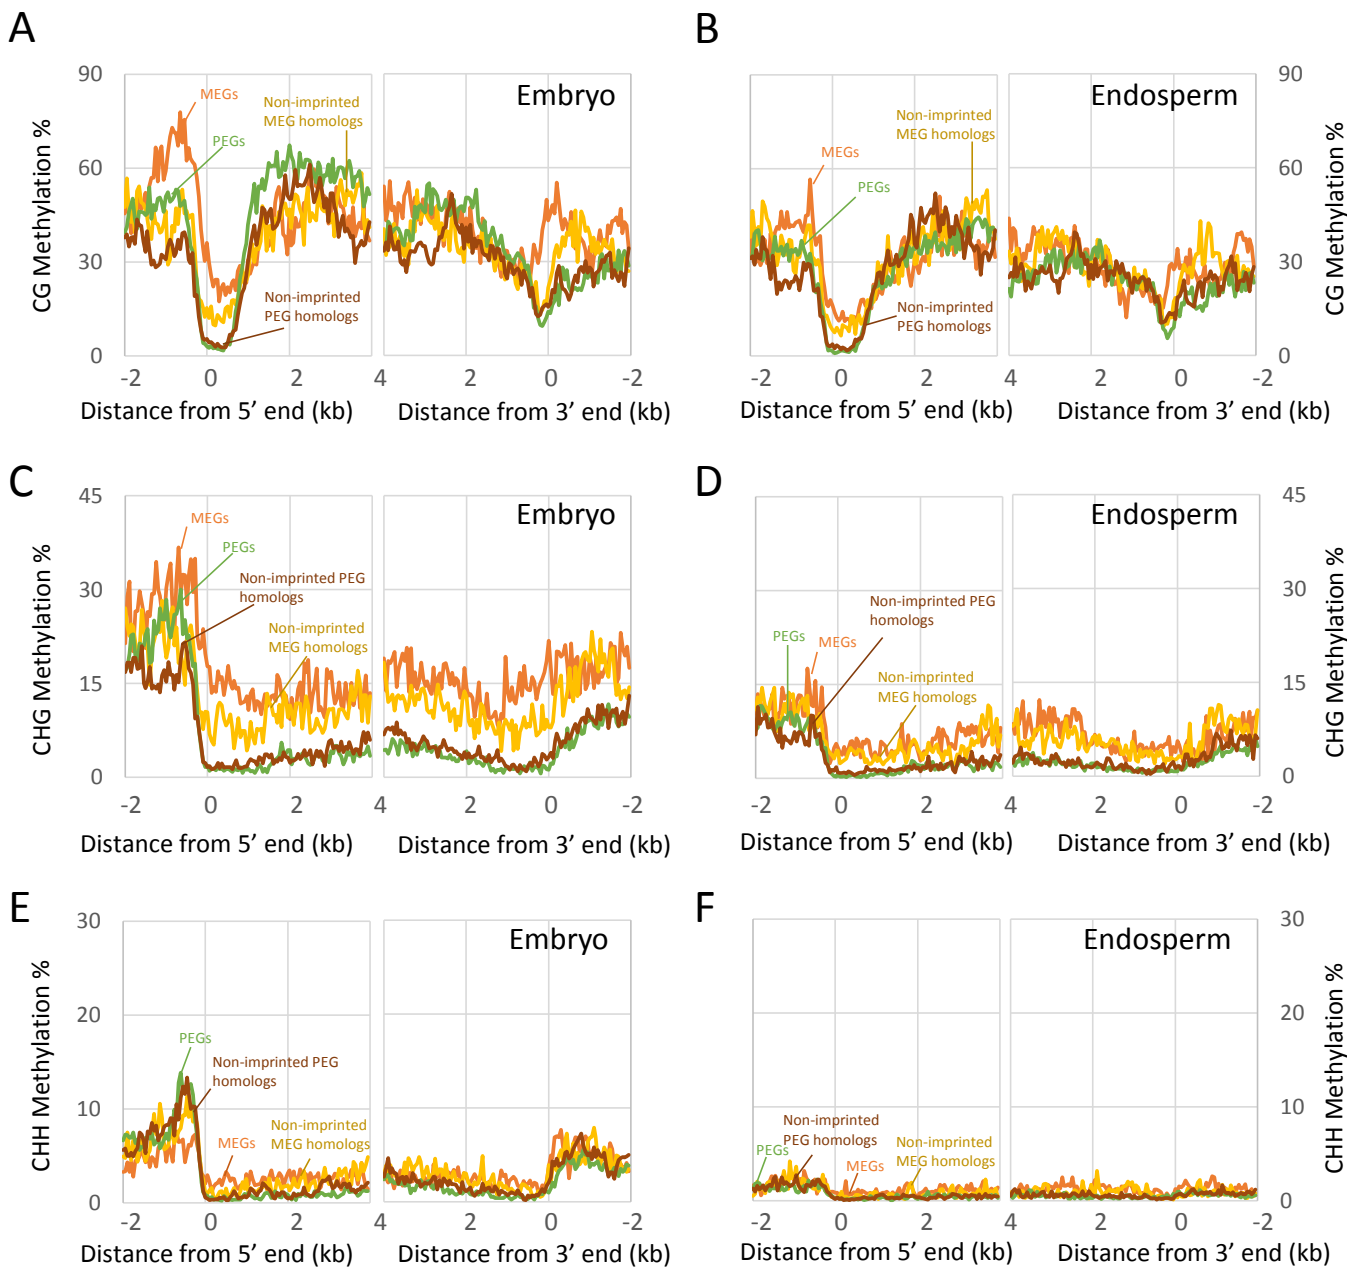 A
CG Methylation %
90
60
30
0
MEGs
PEGs
Non-imprinted
MEG homologs
Non-imprinted
PEG homologs
Embryo
-2 0 2 4 2 0 -2
Distance from 5’ end (kb)
Distance from 3’ end (kb)
B
Non-imprinted
MEG homologs
MEGs
PEGs
Non-imprinted
PEG homologs
Endosperm
90
60
30
0
CG Methylation %
-2 0 2 4 2 0 -2
Distance from 5’ end (kb)
Distance from 3’ end (kb)
C
CHG Methylation %
45
30
15
0
MEGs
PEGs
Non-imprinted PEG
homologs
Non-imprinted
MEG homologs
Embryo
-2 0 2 4 2 0 -2
Distance from 5’ end (kb)
Distance from 3’ end (kb)
D
Non-imprinted PEG
homologs
PEGs
MEGs
Non-imprinted
MEG homologs
Endosperm
45
30
15
0
CHG Methylation %
-2 0 2 4 2 0 -2
Distance from 5’ end (kb)
Distance from 3’ end (kb)
E
CHH Methylation %
30
20
10
0
PEGs
Non-imprinted PEG
homologs
MEGs
Non-imprinted
MEG homologs
Embryo
-2 0 2 4 2 0 -2
Distance from 5’ end (kb)
Distance from 3’ end (kb)
F
Non-imprinted
PEG homologs
PEGs
MEGs
Non-imprinted
MEG homologs
Endosperm
30
20
10
0
CHH Methylation %
-2 0 2 4 2 0 -2
Distance from 5’ end (kb)
Distance from 3’ end (kb)